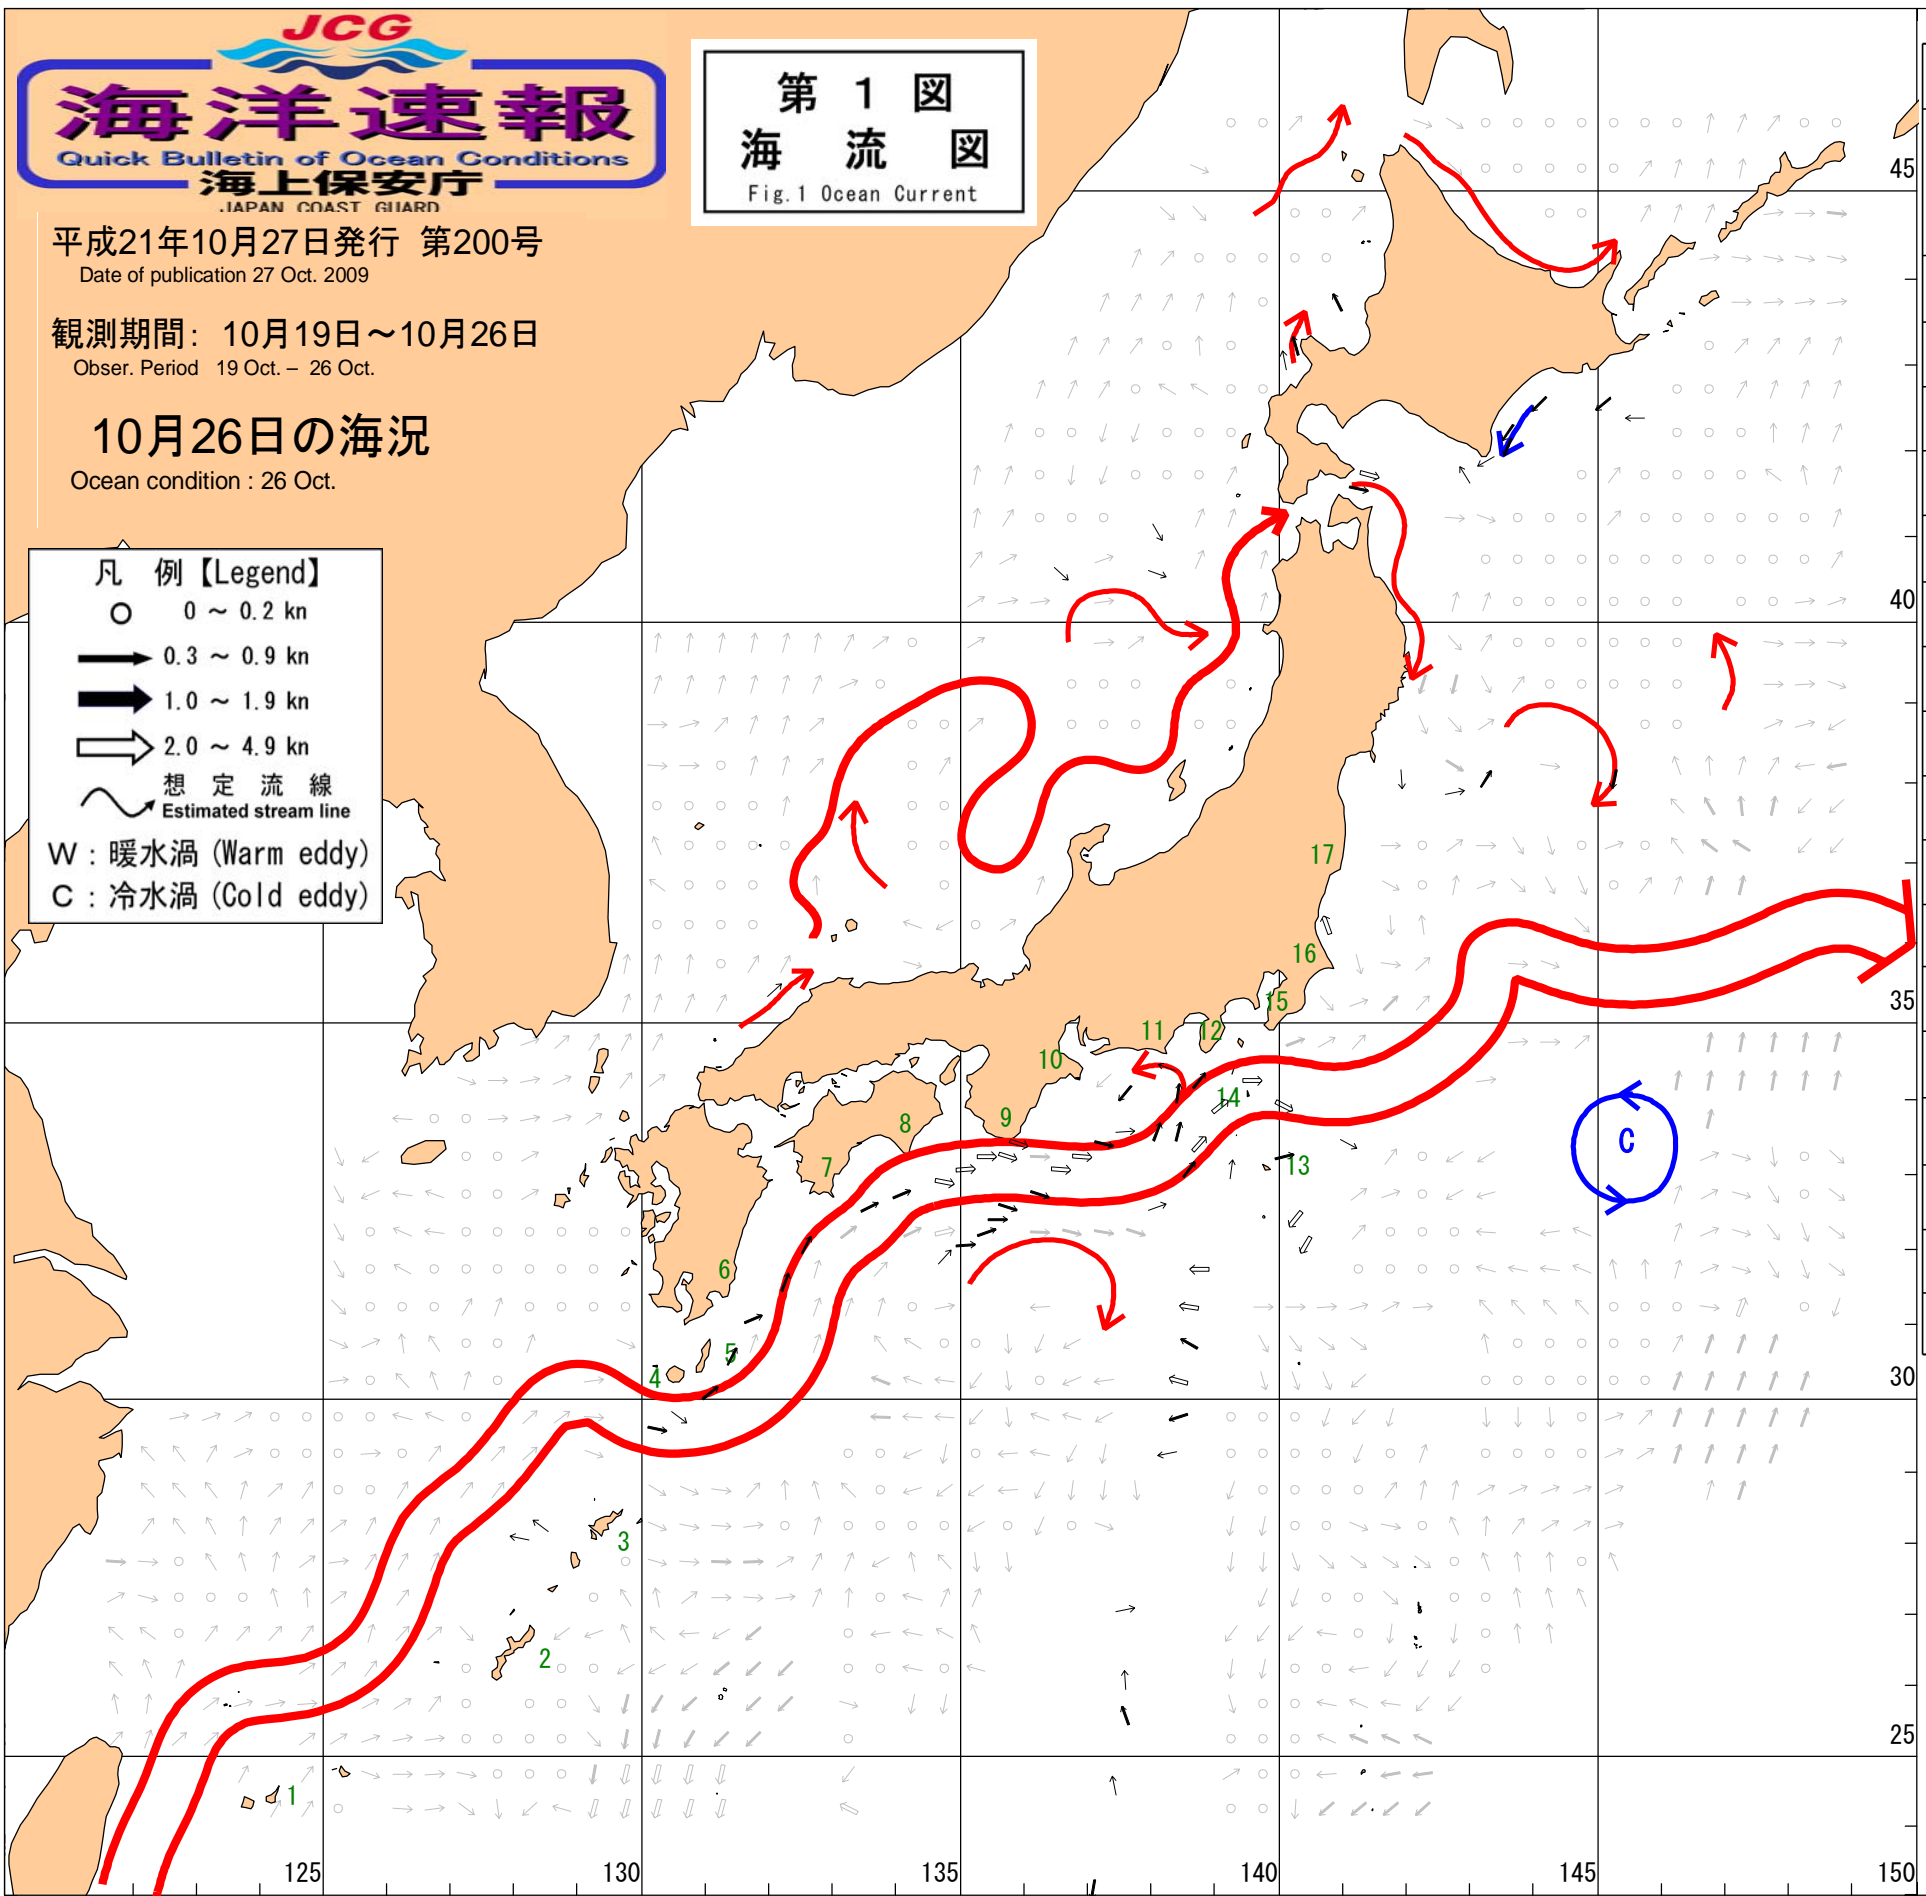 JCG
海洋速報
Quick Bulletin of Ocean Conditions
海上保安庁
JAPAN COAST GUARD
第 1 図
海 流 図
Fig.1 Ocean Current
平成21年10月27日発行 第200号
Date of publication 27 Oct. 2009
観測期間: 10月19日～10月26日
Obser. Period 19 Oct. – 26 Oct.
10月26日の海況
Ocean condition : 26 Oct.
凡 例【Legend】
0 ～ 0.2 kn
0.3 ～ 0.9 kn
1.0 ～ 1.9 kn
2.0 ～ 4.9 kn
想 定 流 線
Estimated stream line
W : 暖水渦 (Warm eddy)
C : 冷水渦 (Cold eddy)
45
40
17
16
15
35
11
12
10
14
9
8
C
7
13
6
5
4
30
3
2
25
1
125
130
135
140
145
150